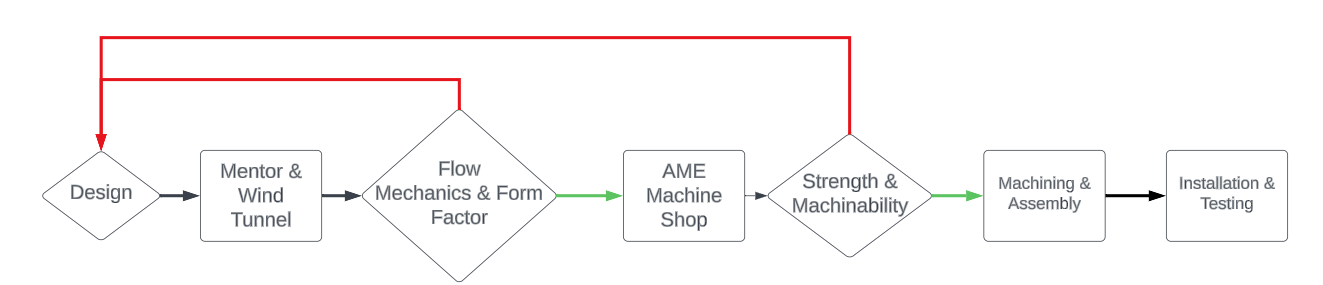 Design
Mentor &
Wind
Tunnel
Flow
Mechanics & Form
Factor
AME
Machine
Shop
Strength &
Machinability
Machining &
Assembly
Installation &
Testing